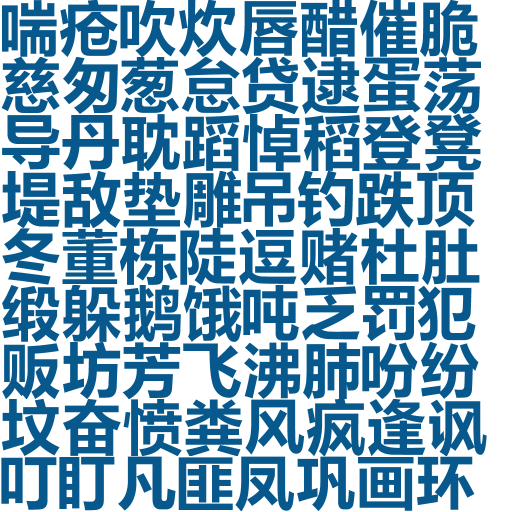 喘疮吹炊唇醋催脆
慈匆葱怠贷逮蛋荡
导丹耽蹈悼稻登凳
堤敌垫雕吊钓跌顶
冬董栋陡逗赌杜肚
缎躲鹅饿吨乏罚犯
贩坊芳飞沸肺吩纷
坟奋愤粪风疯逢讽
叮盯凡匪凤巩画环